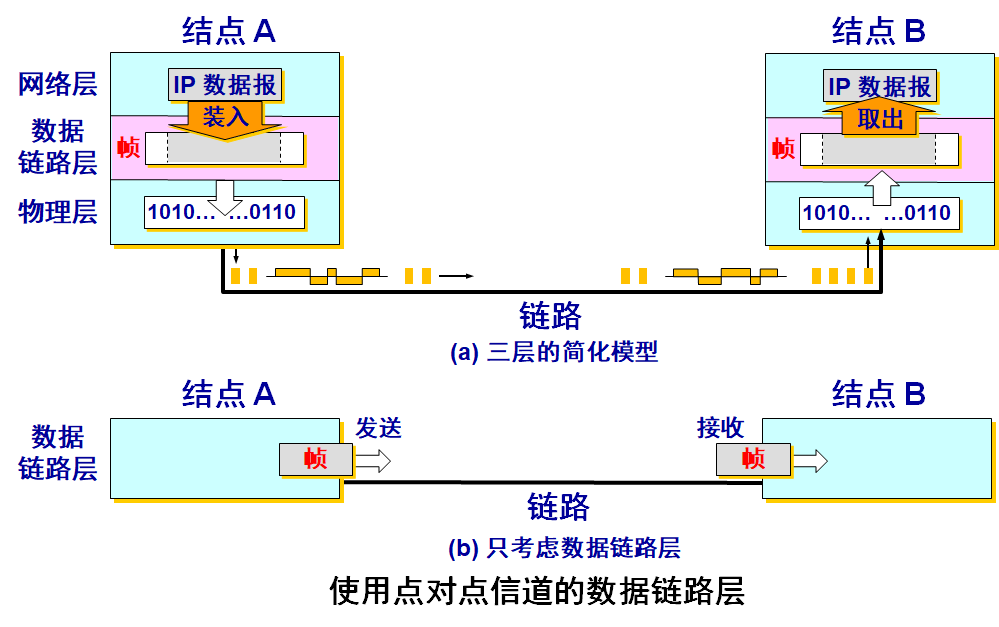 结点 A
结点 B
网络层
IP 数据报
IP 数据报
装入
取出
数据
链路层
帧
帧
物理层
1010… …0110
1010… …0110
链路
(a) 三层的简化模型
结点 A
结点 B
数据
链路层
发送
接收
帧
帧
链路
(b) 只考虑数据链路层
使用点对点信道的数据链路层